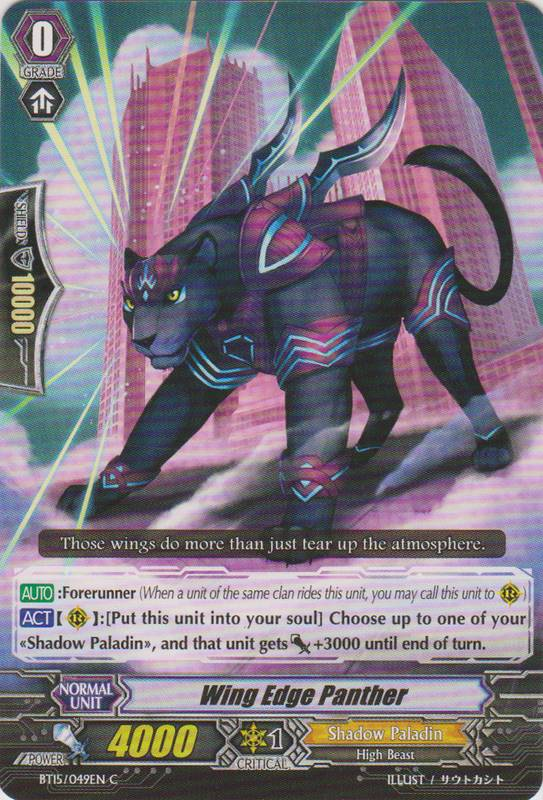 0
GRADE
SHIELD
10000
Those wings do more than just tear up the atmosphere.
AUTO :Forerunner (When a unit of the same clan rides this unit, you may call this unit to R)
ACT【R】:[Put this unit into your soul] Choose up to one of your
«Shadow Paladin», and that unit gets +3000 until end of turn.
NORMAL
UNIT
Wing Edge Panther
POWER
4000
1
CRITICAL
Shadow Paladin
High Beast
BT15/049EN C
ILLUST / サウトカシト